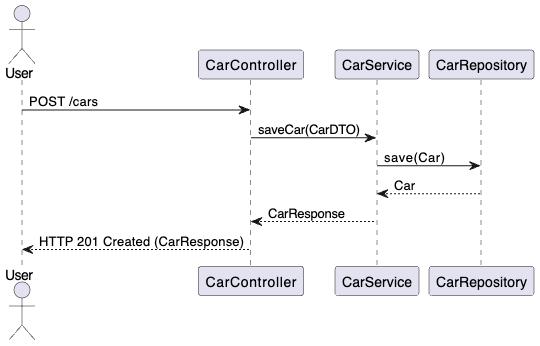 User
CarController
CarService
CarRepository
POST /cars
saveCar(CarDTO)
save(Car)
Car
CarResponse
HTTP 201 Created (CarResponse)
User
CarController
CarService
CarRepository